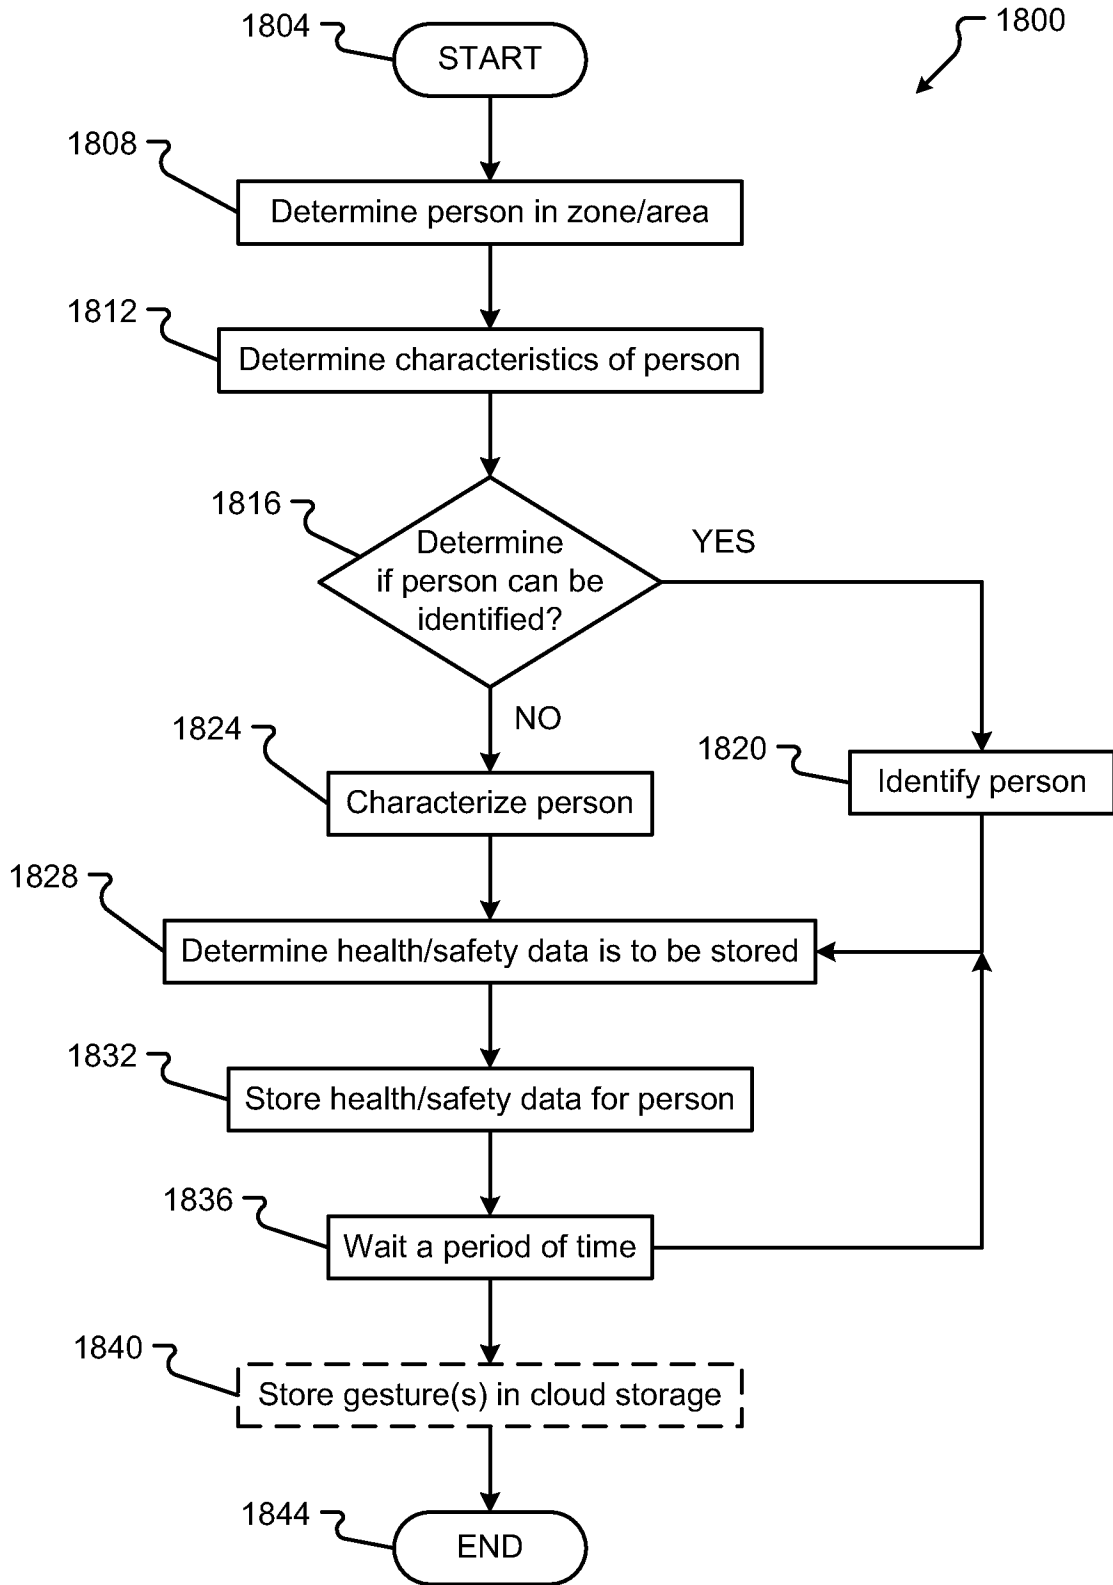 1804
START
1800
1808
Determine person in zone/area
1812
Determine characteristics of person
1816
Determine
if person can be
identified?
YES
NO
1824
Characterize person
1820
Identify person
1828
Determine health/safety data is to be stored
1832
Store health/safety data for person
1836
Wait a period of time
1840
Store gesture(s) in cloud storage
1844
END